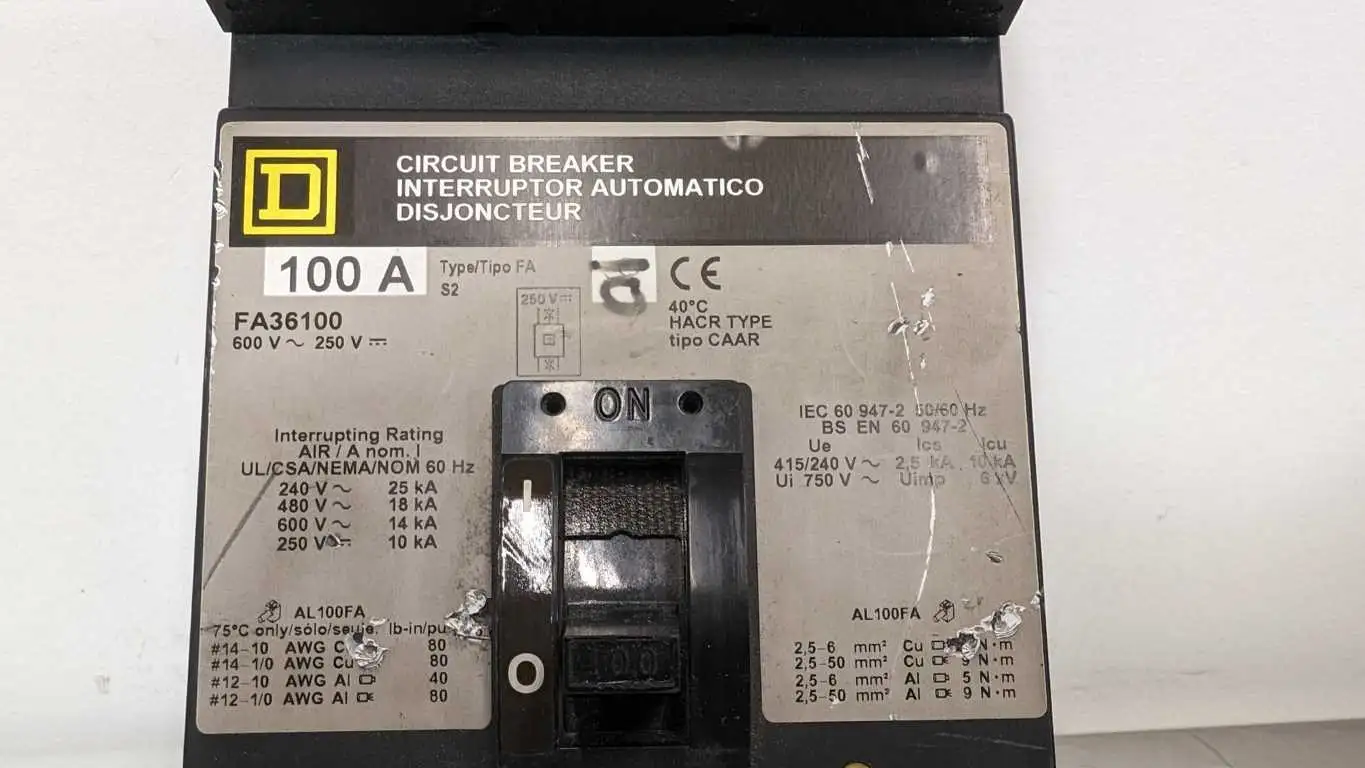 D
CIRCUIT BREAKER
INTERRUPTOR AUTOMATICO
DISJONCTEUR
100 A
Type/Tipo FA
S2
CE
FA36100
600 V ~ 250 V ⎓
250 V ⎓
40°C
HACR TYPE
tipo CAAR
ON
Interrupting Rating
AIR / A nom. I
UL/CSA/NEMA/NOM 60 Hz
240 V ~ 25 kA
480 V ~ 18 kA
600 V ~ 14 kA
250 V ⎓ 10 kA
IEC 60 947-2 50/60 Hz
BS EN 60 947-2
Ue Ics Icu
415/240 V ~ 2,5 kA 10 kA
Ui 750 V ~ Uimp 6 kV
I
O
100
AL100FA
75°C only/sólo/seule. lb-in/pu
#14-10 AWG Cu 80
#14-1/0 AWG Cu 80
#12-10 AWG Al 40
#12-1/0 AWG Al 80
AL100FA
2,5-6 mm² Cu N·m
2,5-50 mm² Cu 9 N·m
2,5-6 mm² Al 5 N·m
2,5-50 mm² Al 9 N·m